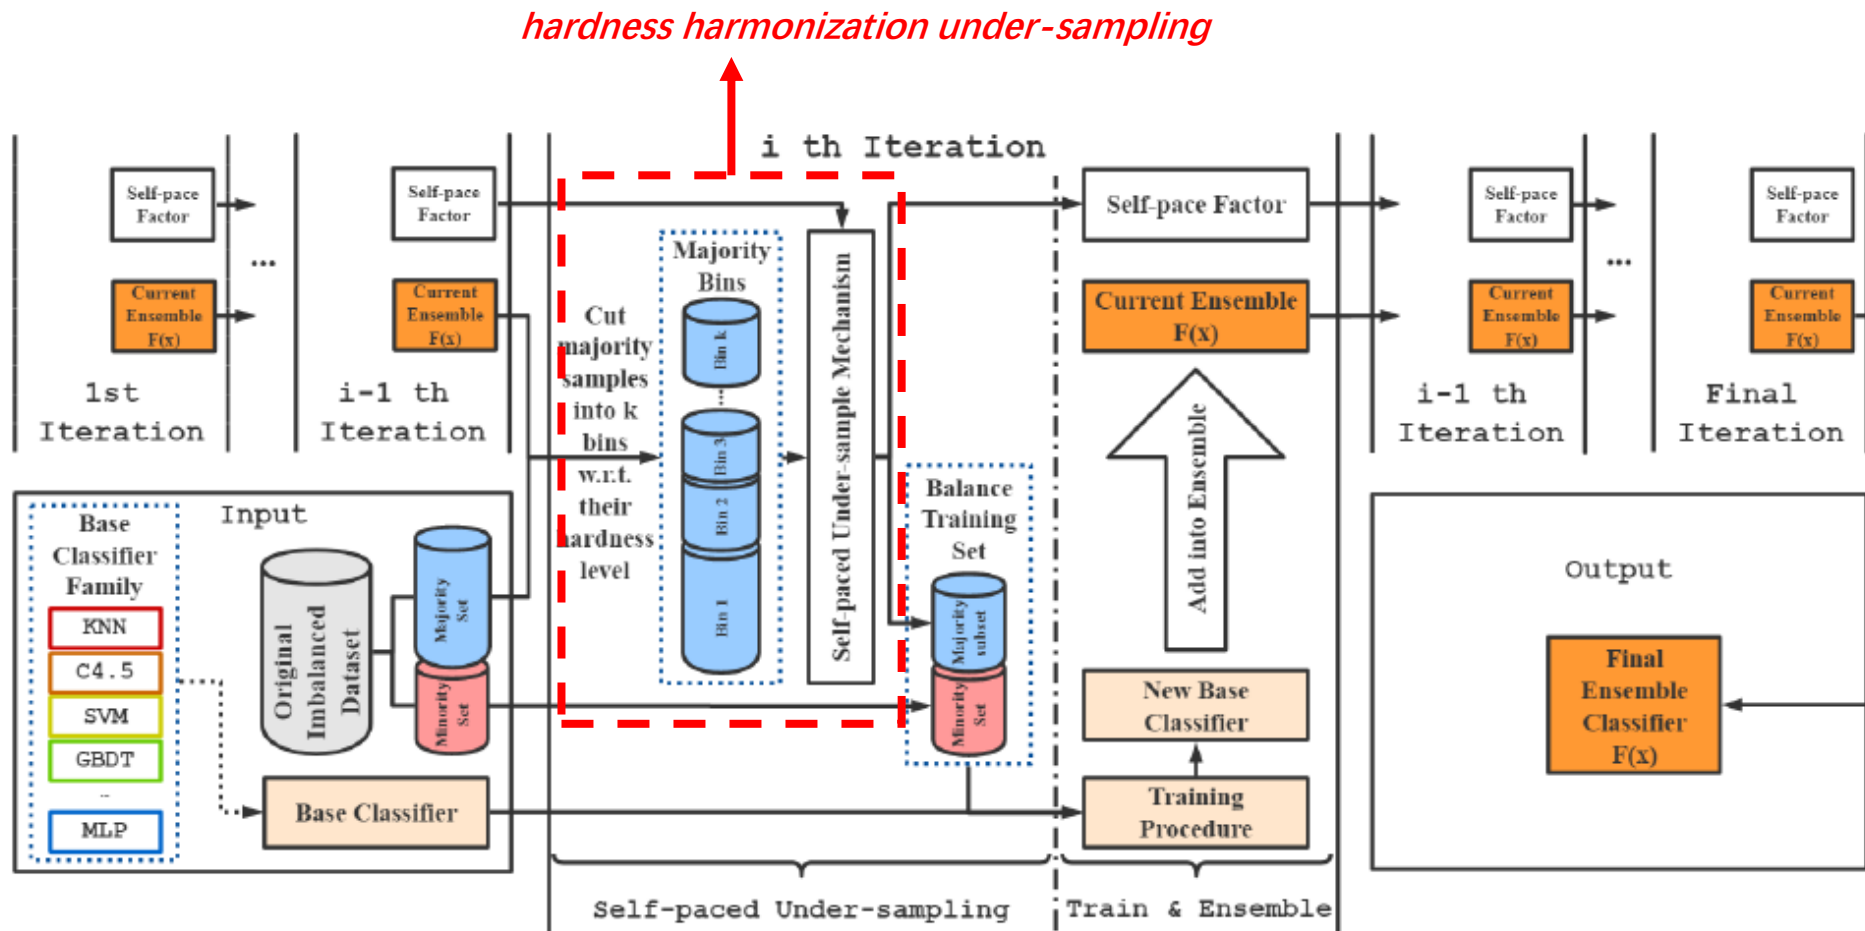 hardness harmonization under-sampling
i th Iteration
Self-pace
Factor
Current
Ensemble
F(x)
1st
Iteration
...
Self-pace
Factor
Current
Ensemble
F(x)
i-1 th
Iteration
Cut
majority
samples
into k
bins
w.r.t.
their
hardness
level
Majority
Bins
Bin k
......
Bin 3
Bin 2
Bin 1
Self-paced Under-sample Mechanism
Balance
Training
Set
Majority
subset
Minority
Set
Self-pace Factor
Current Ensemble
F(x)
Add into Ensemble
New Base
Classifier
Training
Procedure
Self-pace
Factor
Current
Ensemble
F(x)
i-1 th
Iteration
...
Self-pace
Factor
Current
Ensemble
F(x)
Final
Iteration
Input
Base
Classifier
Family
KNN
C4.5
SVM
GBDT
...
MLP
Original
Imbalanced
Dataset
Majority
Set
Minority
Set
Base Classifier
Self-paced Under-sampling
Train & Ensemble
Output
Final
Ensemble
Classifier
F(x)